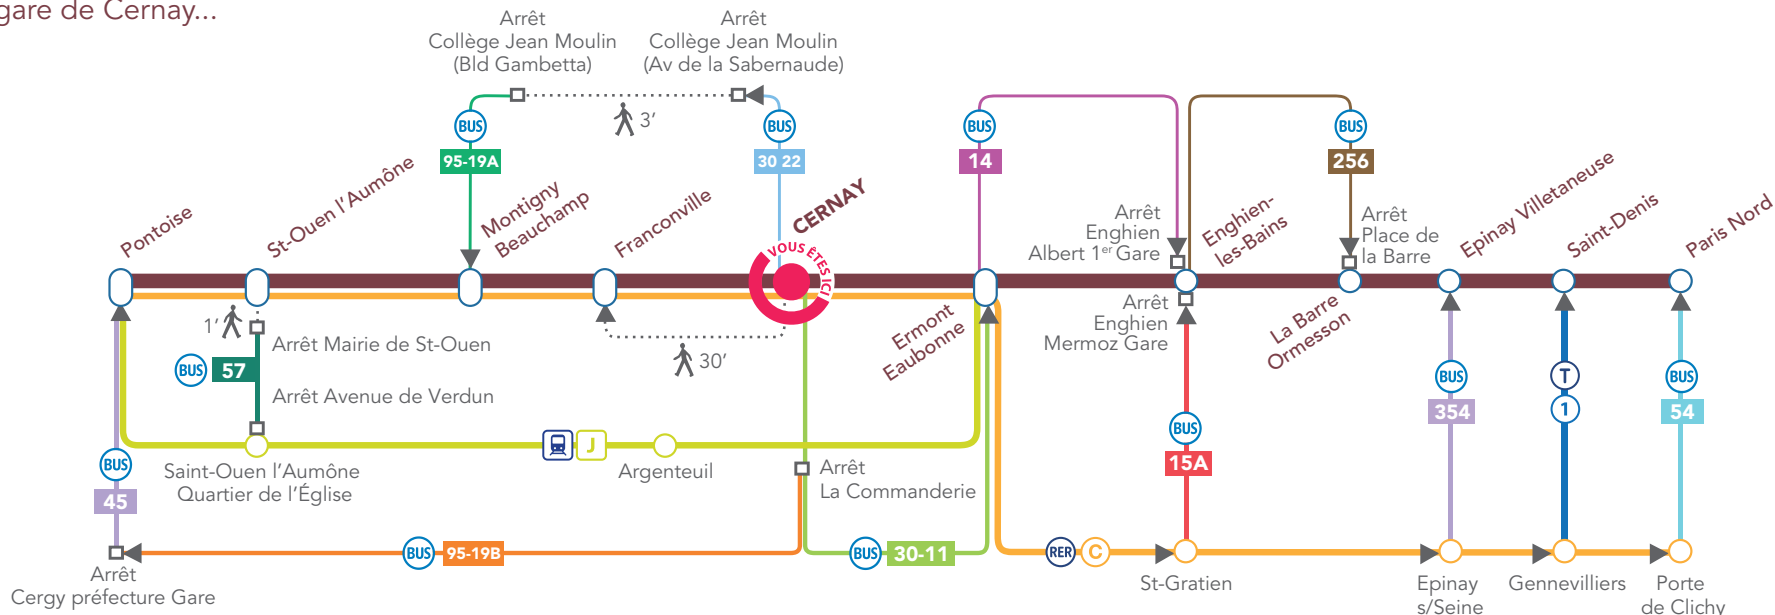 gare de Cernay...
Arrêt
Collège Jean Moulin
(Bld Gambetta)
Arrêt
Collège Jean Moulin
(Av de la Sabernaude)
3'
BUS
95-19A
BUS
30 22
BUS
14
BUS
256
Pontoise
St-Ouen l'Aumône
Montigny
Beauchamp
Franconville
CERNAY
VOUS ÊTES ICI
Arrêt
Enghien
Albert 1er Gare
Enghien-
les-Bains
Arrêt
Place de
la Barre
Epinay Villetaneuse
Saint-Denis
Paris Nord
1'
Arrêt Mairie de St-Ouen
BUS
57
Arrêt Avenue de Verdun
30'
Ermont
Eaubonne
Arrêt
Enghien
Mermoz Gare
La Barre
Ormesson
BUS
354
T
1
BUS
54
BUS
15A
J
Saint-Ouen l'Aumône
Quartier de l'Église
Argenteuil
Arrêt
La Commanderie
BUS
45
BUS
95-19B
BUS
30-11
RER
C
Arrêt
Cergy préfecture Gare
St-Gratien
Epinay
s/Seine
Gennevilliers
Porte
de Clichy